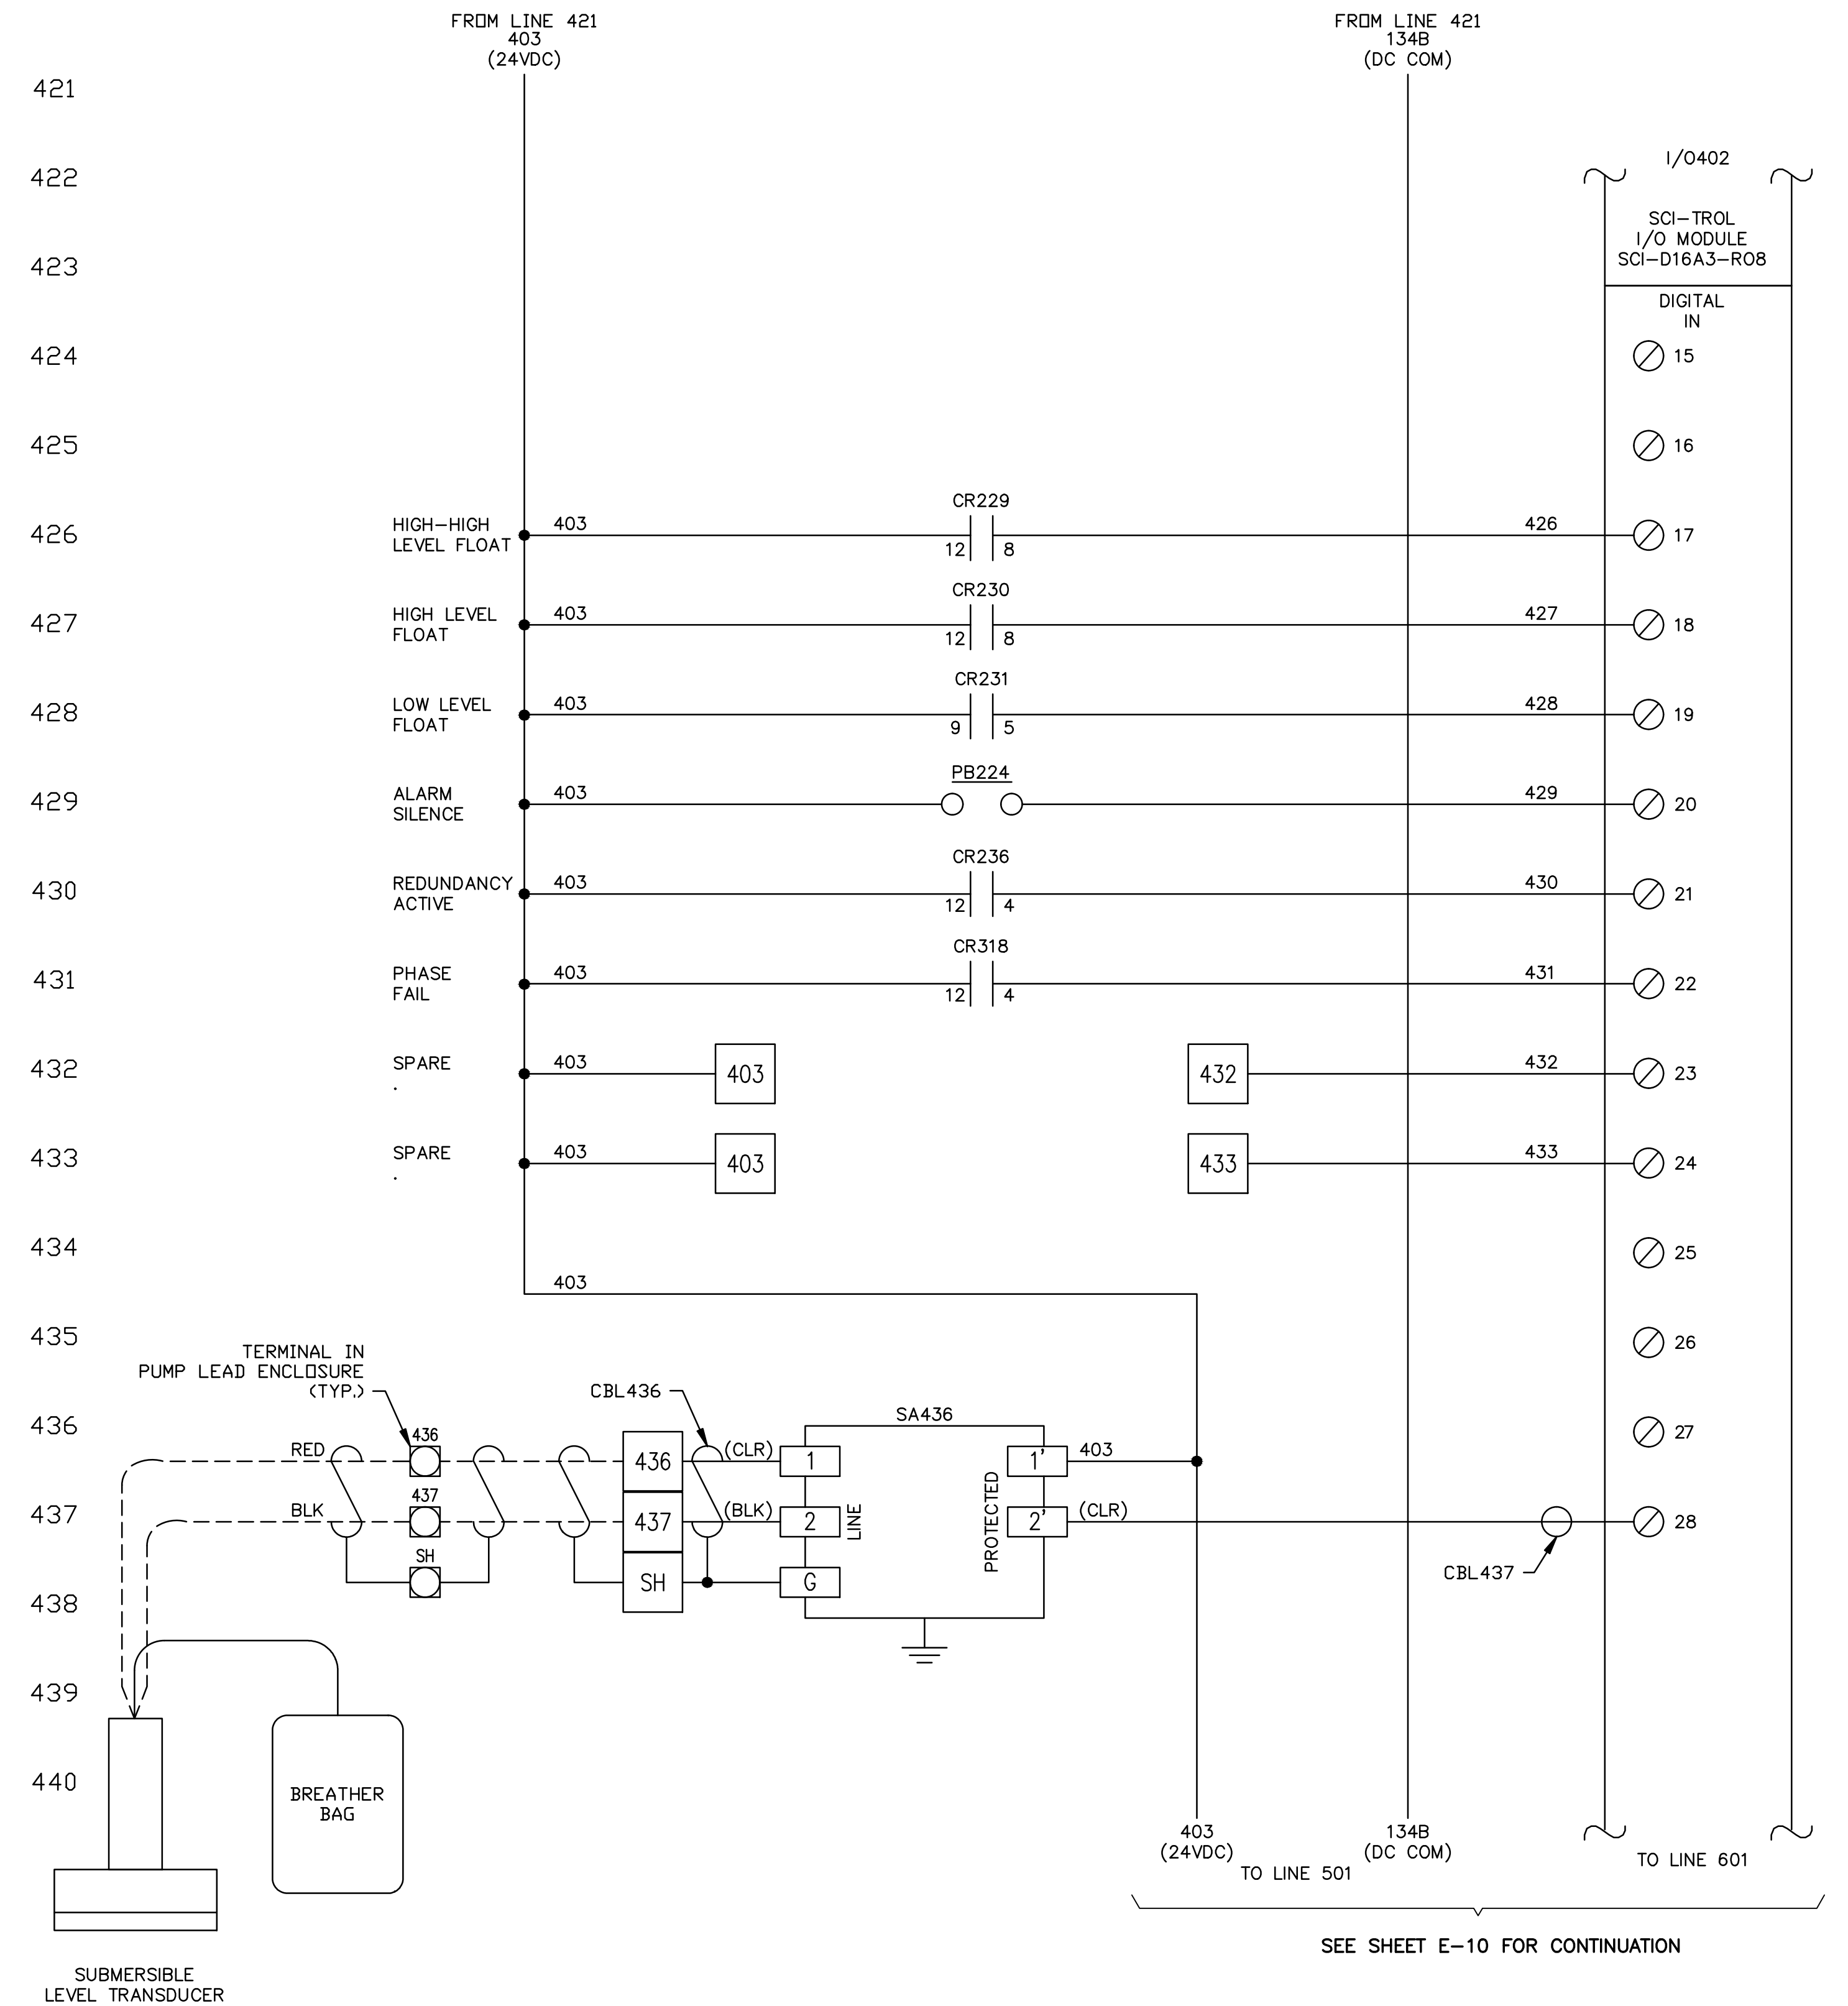 FROM LINE 421
403
(24VDC)
FROM LINE 421
134B
(DC COM)
421
422
I/O402
SCI-TROL
I/O MODULE
SCI-D16A3-RO8
423
DIGITAL
IN
424
15
425
16
426
HIGH-HIGH
LEVEL FLOAT
403
CR229
12
8
426
17
427
HIGH LEVEL
FLOAT
403
CR230
12
8
427
18
428
LOW LEVEL
FLOAT
403
CR231
9
5
428
19
429
ALARM
SILENCE
403
PB224
429
20
430
REDUNDANCY
ACTIVE
403
CR236
12
4
430
21
431
PHASE
FAIL
403
CR318
12
4
431
22
432
SPARE
.
403
403
432
432
23
433
SPARE
.
403
403
433
433
24
434
25
403
435
26
TERMINAL IN
PUMP LEAD ENCLOSURE
(TYP.)
CBL436
436
SA436
27
RED
436
436
(CLR)
1
1'
403
437
BLK
437
437
(BLK)
2
LINE
PROTECTED
2'
(CLR)
28
CBL437
SH
SH
G
438
439
440
BREATHER
BAG
403
(24VDC)
134B
(DC COM)
TO LINE 501
TO LINE 601
SEE SHEET E-10 FOR CONTINUATION
SUBMERSIBLE
LEVEL TRANSDUCER